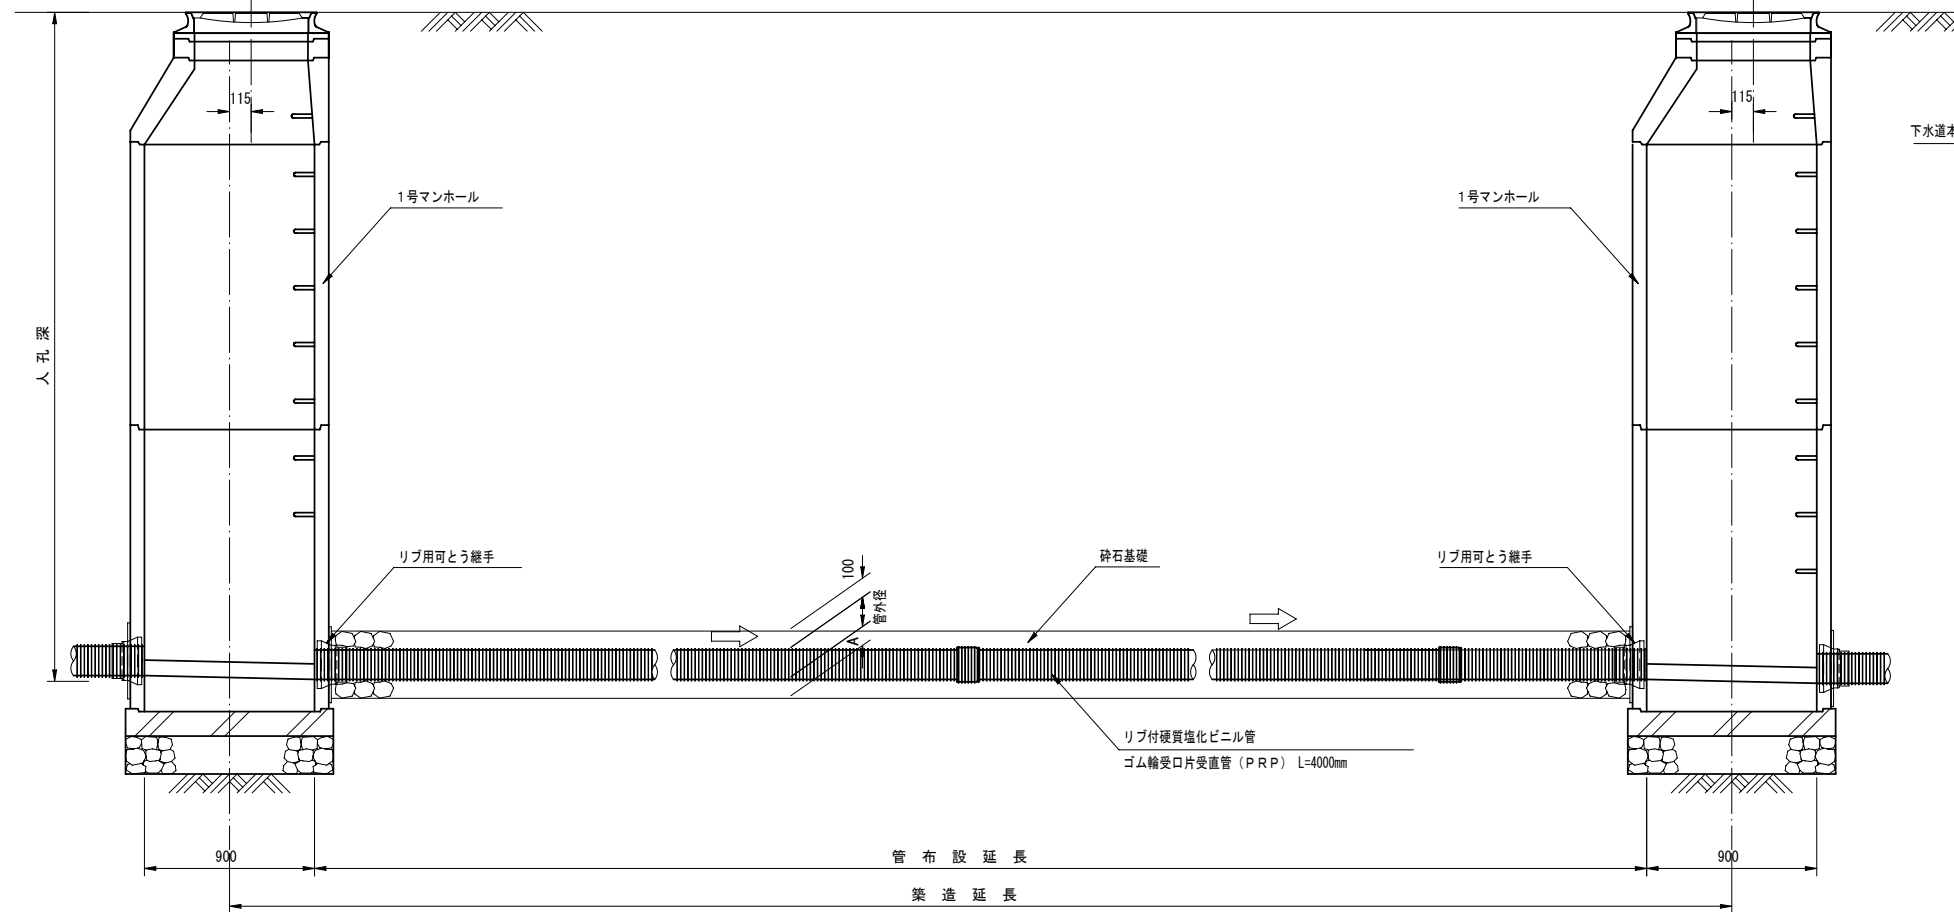 115
115
下水道本
1号マンホール
1号マンホール
人孔深
リブ用可とう継手
100
管外径
A
砕石基礎
リブ用可とう継手
リブ付硬質塩化ビニル管
ゴム輪受口片受直管(PRP) L=4000mm
900
管布設延長
900
築造延長